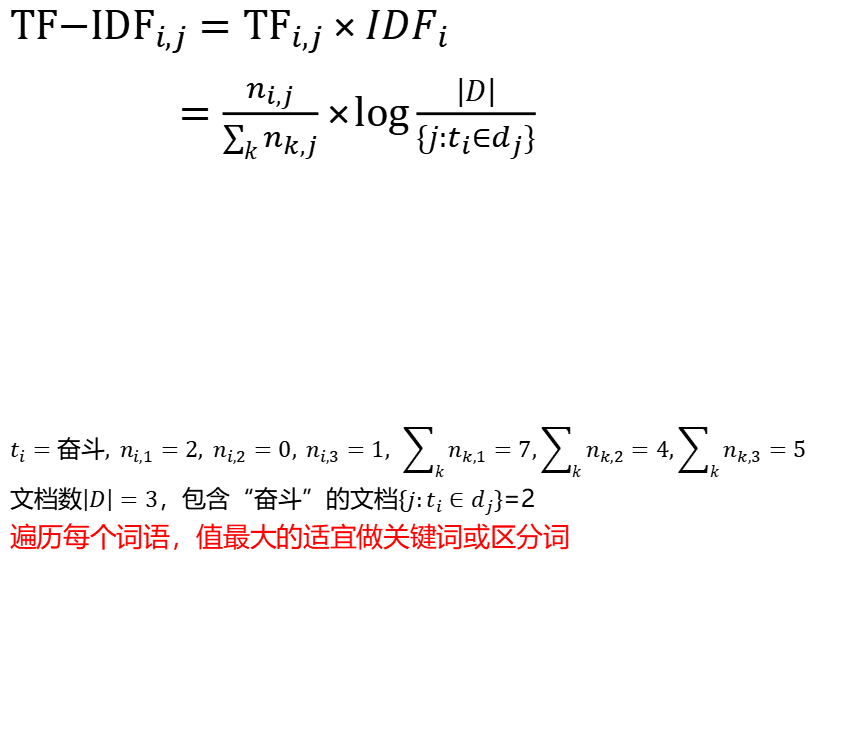 TF−IDF_{i,j} = TF_{i,j} × IDF_i
= \frac{n_{i,j}}{∑_k n_{k,j}} × log \frac{|D|}{{j:t_i∈d_j}}
t_i = 奋斗, n_{i,1} = 2, n_{i,2} = 0, n_{i,3} = 1, ∑_k n_{k,1} = 7, ∑_k n_{k,2} = 4, ∑_k n_{k,3} = 5
文档数|D| = 3，包含“奋斗”的文档{j: t_i ∈ d_j}=2
遍历每个词语，值最大的适宜做关键词或区分词